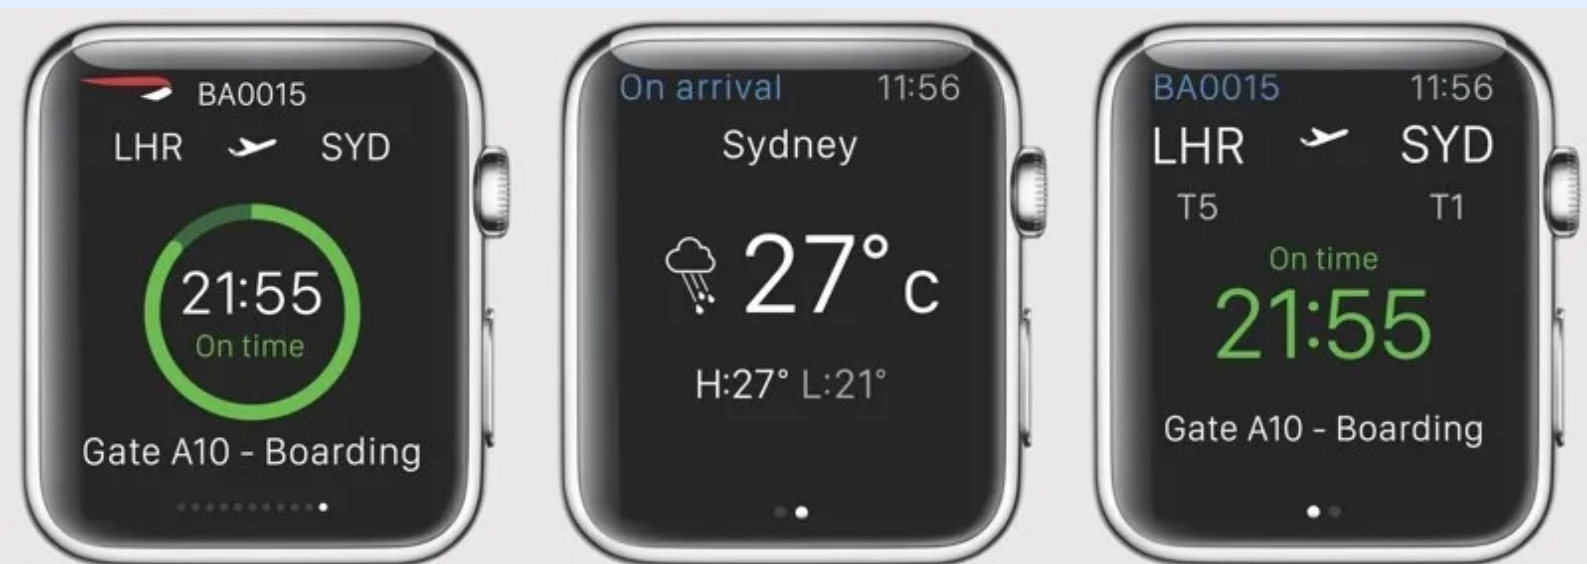 BA0015
LHR SYD
21:55
On time
Gate A10 - Boarding
On arrival 11:56
Sydney
27° c
H:27° L:21°
BA0015 11:56
LHR SYD
T5 T1
On time
21:55
Gate A10 - Boarding